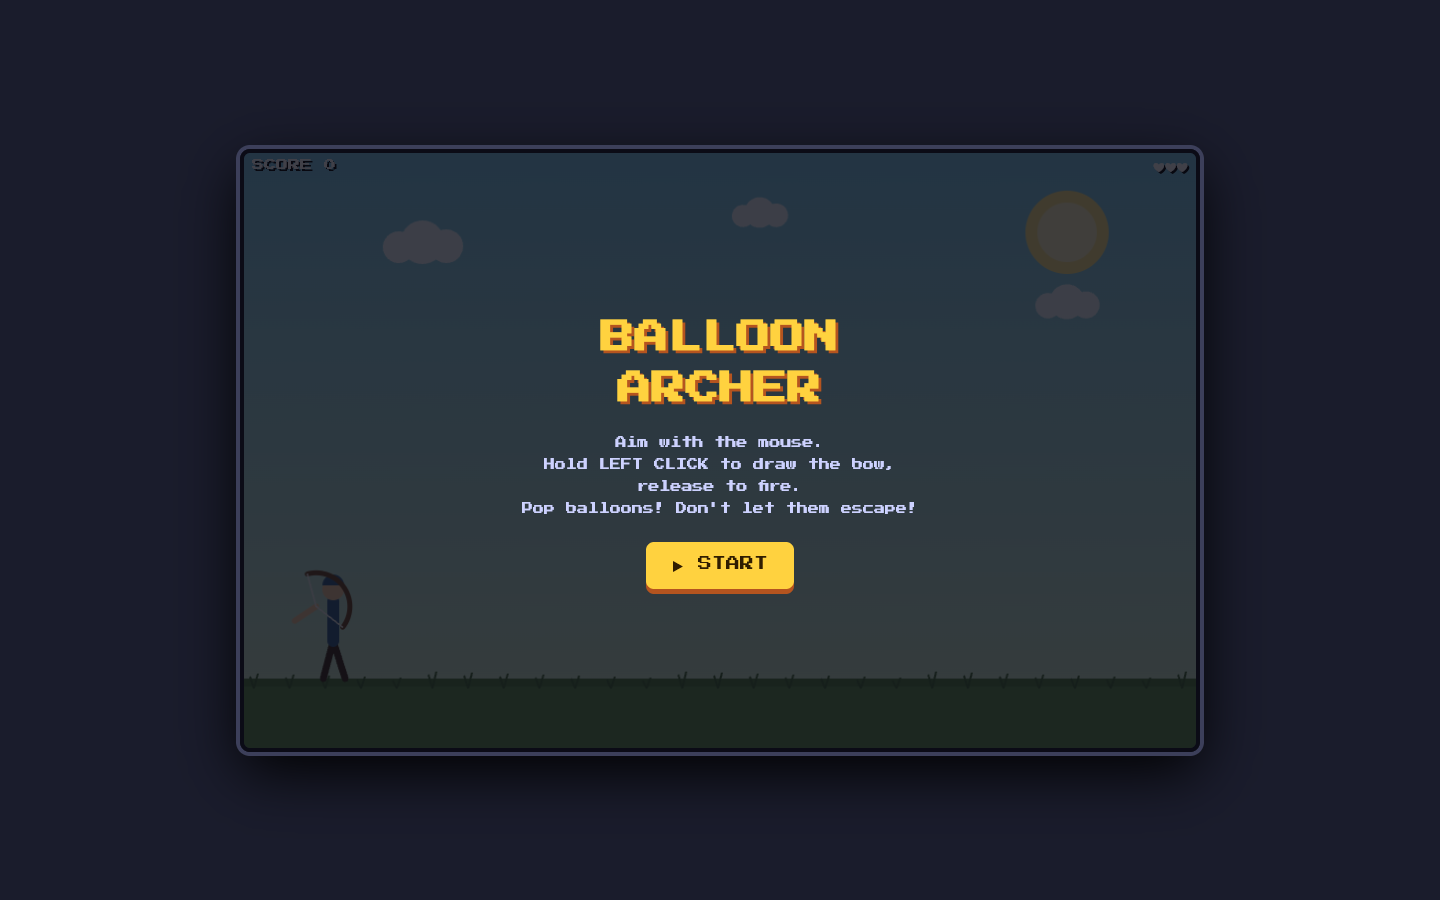 SCORE 0
♥♥♥
BALLOON
ARCHER
Aim with the mouse.
Hold LEFT CLICK to draw the bow,
release to fire.
Pop balloons! Don't let them escape!
▶ START